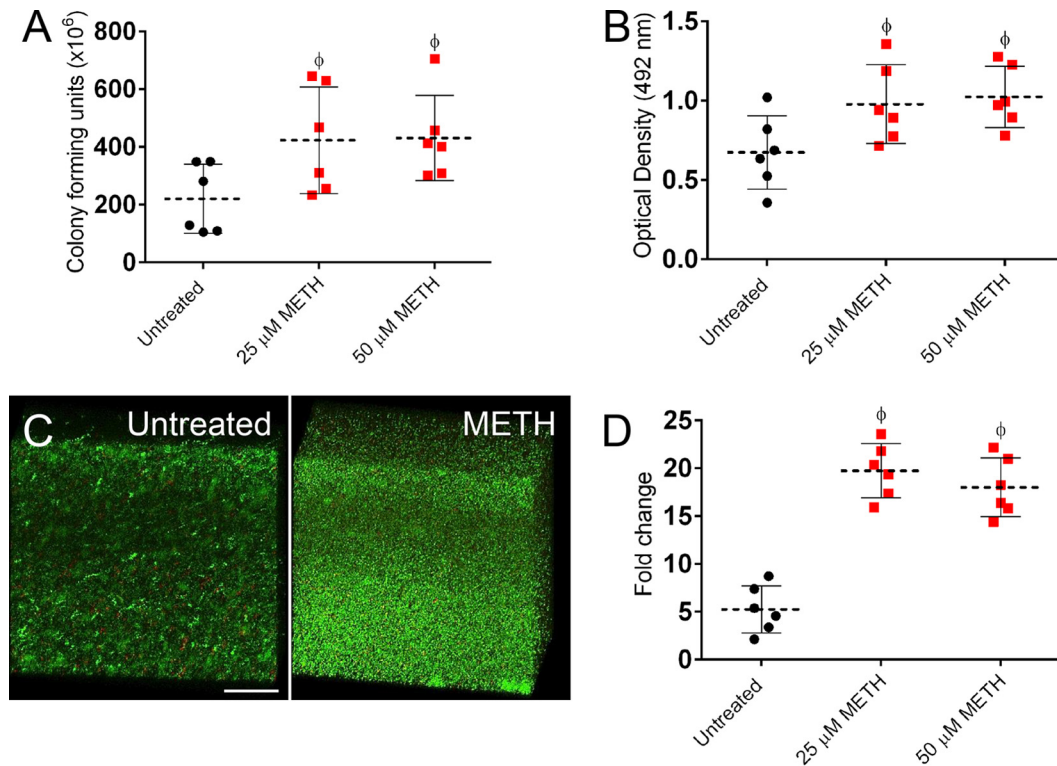 A
Colony forming units (x10⁶)
800
600
400
200
0
ϕ
ϕ
Untreated
25 μM METH
50 μM METH
B
Optical Density (492 nm)
1.5
1.0
0.5
0.0
ϕ
ϕ
Untreated
25 μM METH
50 μM METH
C
Untreated
METH
D
Fold change
25
20
15
10
5
0
ϕ
ϕ
Untreated
25 μM METH
50 μM METH